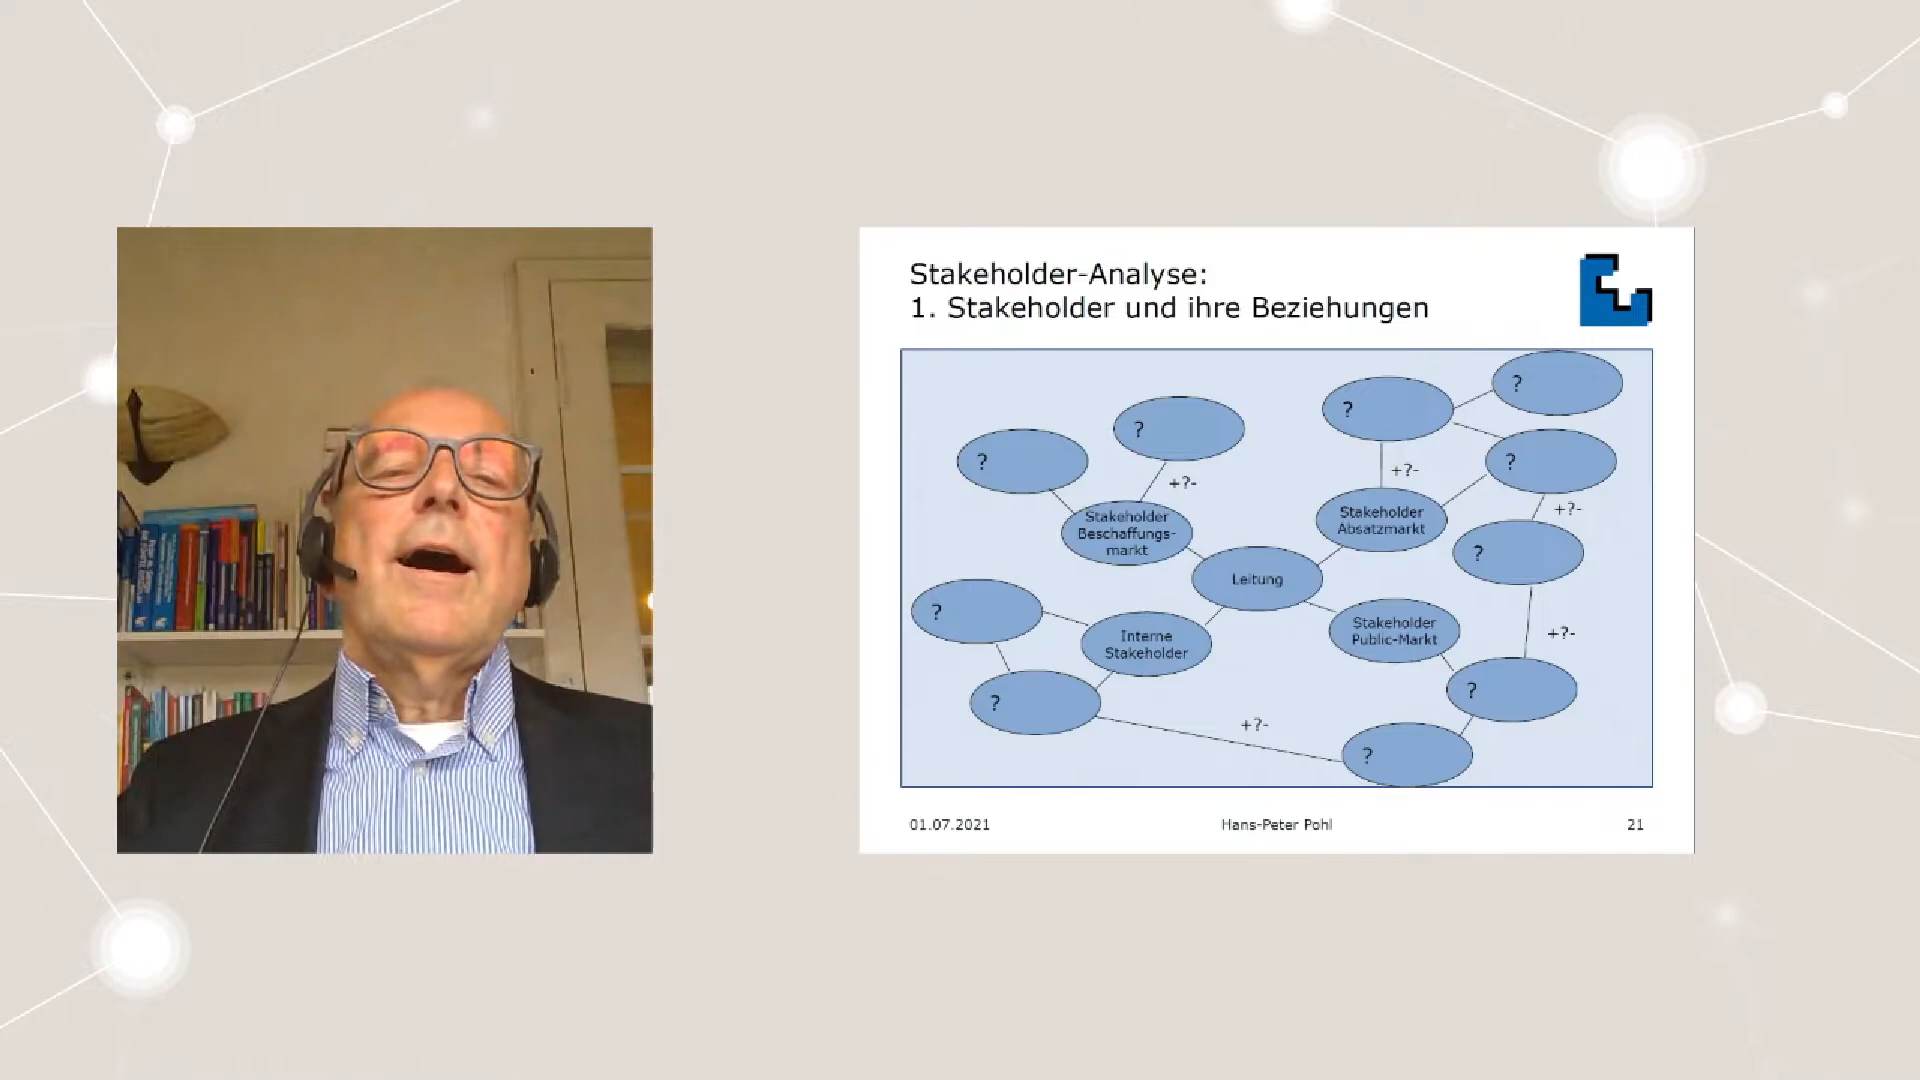 Stakeholder-Analyse:
1. Stakeholder und ihre Beziehungen
?
?
?
?
?
+?-
+?-
+?-
Stakeholder
Beschaffungs-
markt
Stakeholder
Absatzmarkt
?
Leitung
?
Interne
Stakeholder
Stakeholder
Public-Markt
+?-
?
?
+?-
?
01.07.2021
Hans-Peter Pohl
21